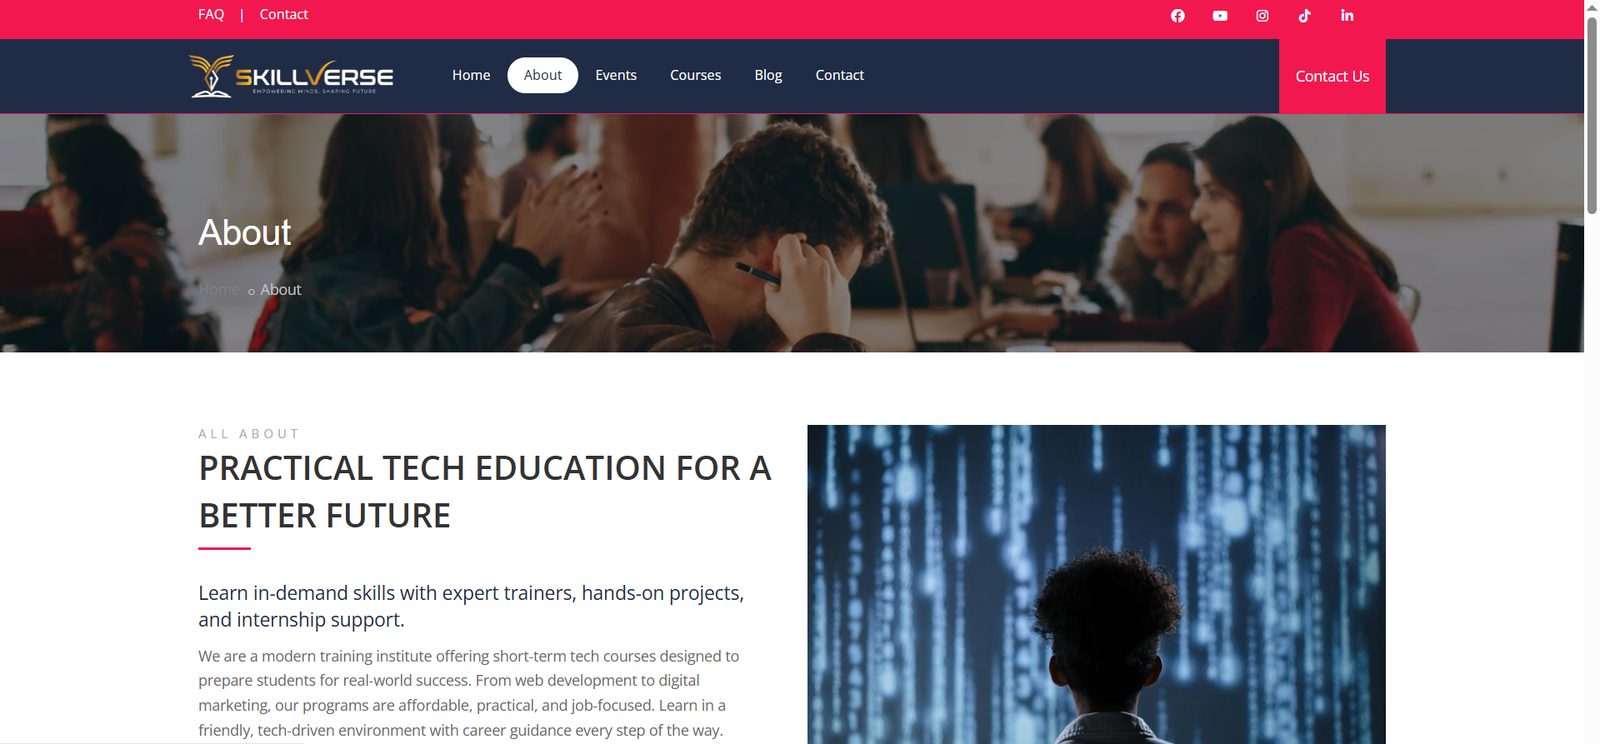 FAQ | Contact
SKILLVERSE
EMPOWERING MINDS, SHAPING FUTURE
Home About Events Courses Blog Contact
Contact Us
About
Home About
ALL ABOUT
PRACTICAL TECH EDUCATION FOR A
BETTER FUTURE
Learn in-demand skills with expert trainers, hands-on projects,
and internship support.
We are a modern training institute offering short-term tech courses designed to
prepare students for real-world success. From web development to digital
marketing, our programs are affordable, practical, and job-focused. Learn in a
friendly, tech-driven environment with career guidance every step of the way.